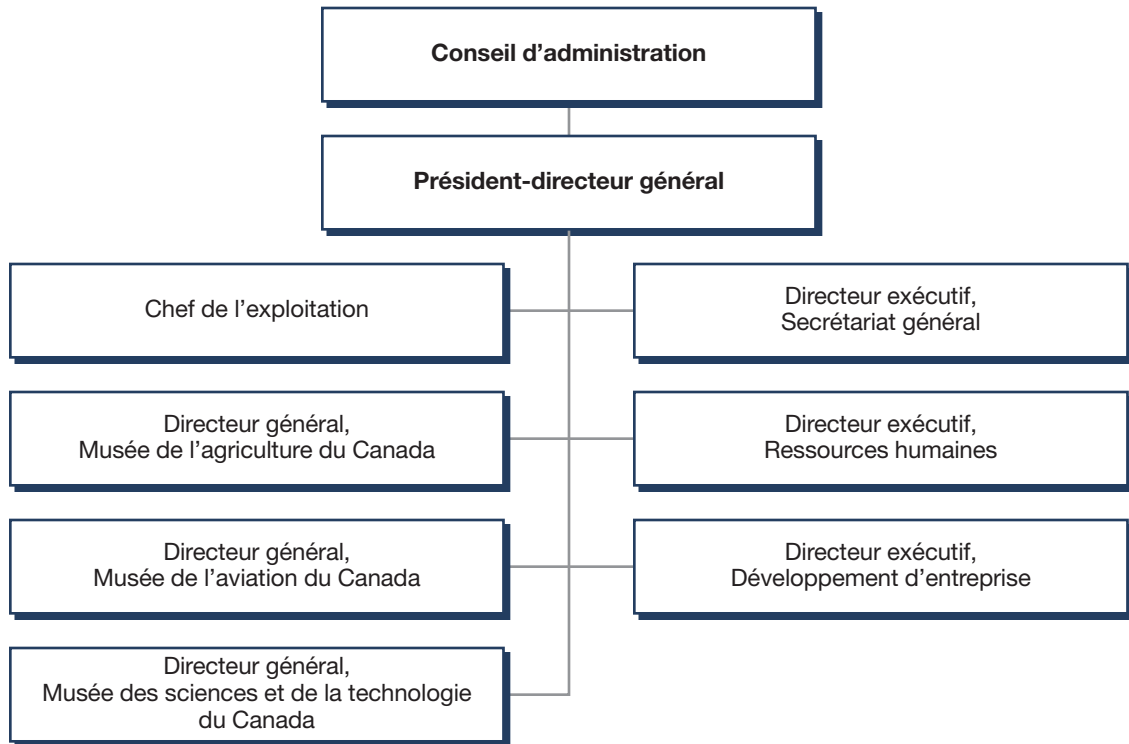 Conseil d’administration
Président-directeur général
Chef de l’exploitation
Directeur exécutif,
Secrétariat général
Directeur général,
Musée de l’agriculture du Canada
Directeur exécutif,
Ressources humaines
Directeur général,
Musée de l’aviation du Canada
Directeur exécutif,
Développement d’entreprise
Directeur général,
Musée des sciences et de la technologie
du Canada